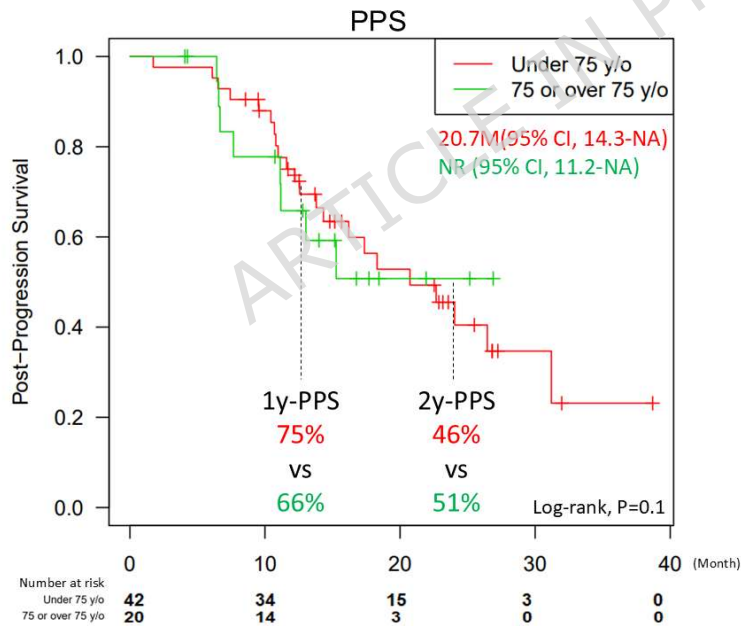 PPS
Under 75 y/o
75 or over 75 y/o
20.7M(95% CI, 14.3-NA)
NR (95% CI, 11.2-NA)
ARTICLE IN
Post-Progression Survival
1.0
0.8
0.6
0.4
0.2
0.0
1y-PPS
75%
vs
66%
2y-PPS
46%
vs
51%
Log-rank, P=0.1
0 10 20 30 40 (Month)
Number at risk
Under 75 y/o 42 34 15 3 0
75 or over 75 y/o 20 14 3 0 0